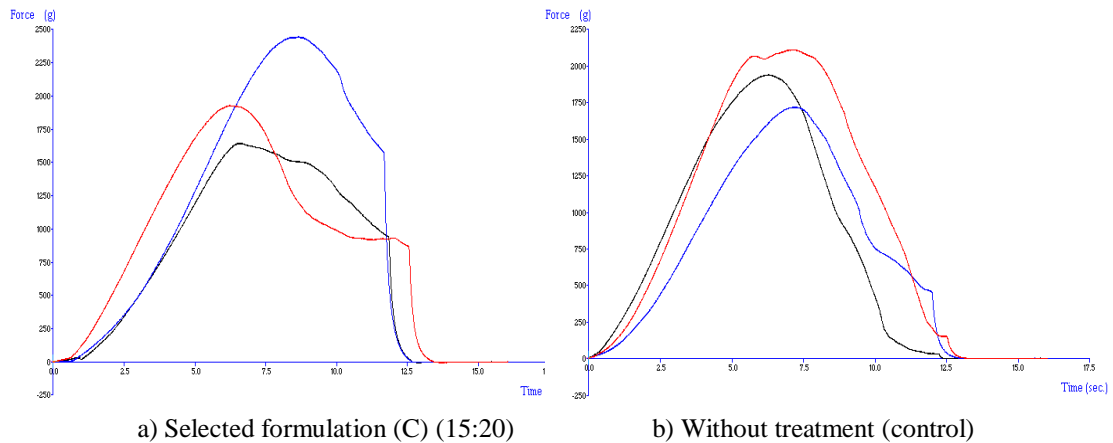 Force (g)
2500
2250
2000
1750
1500
1250
1000
750
500
250
0
-250
0.0 2.5 5.0 7.5 10.0 12.5 15.0 1
Time
Force (g)
2250
2000
1750
1500
1250
1000
750
500
250
0
-250
0.0 2.5 5.0 7.5 10.0 12.5 15.0 17.5
Time (sec.)
a) Selected formulation (C) (15:20)
b) Without treatment (control)